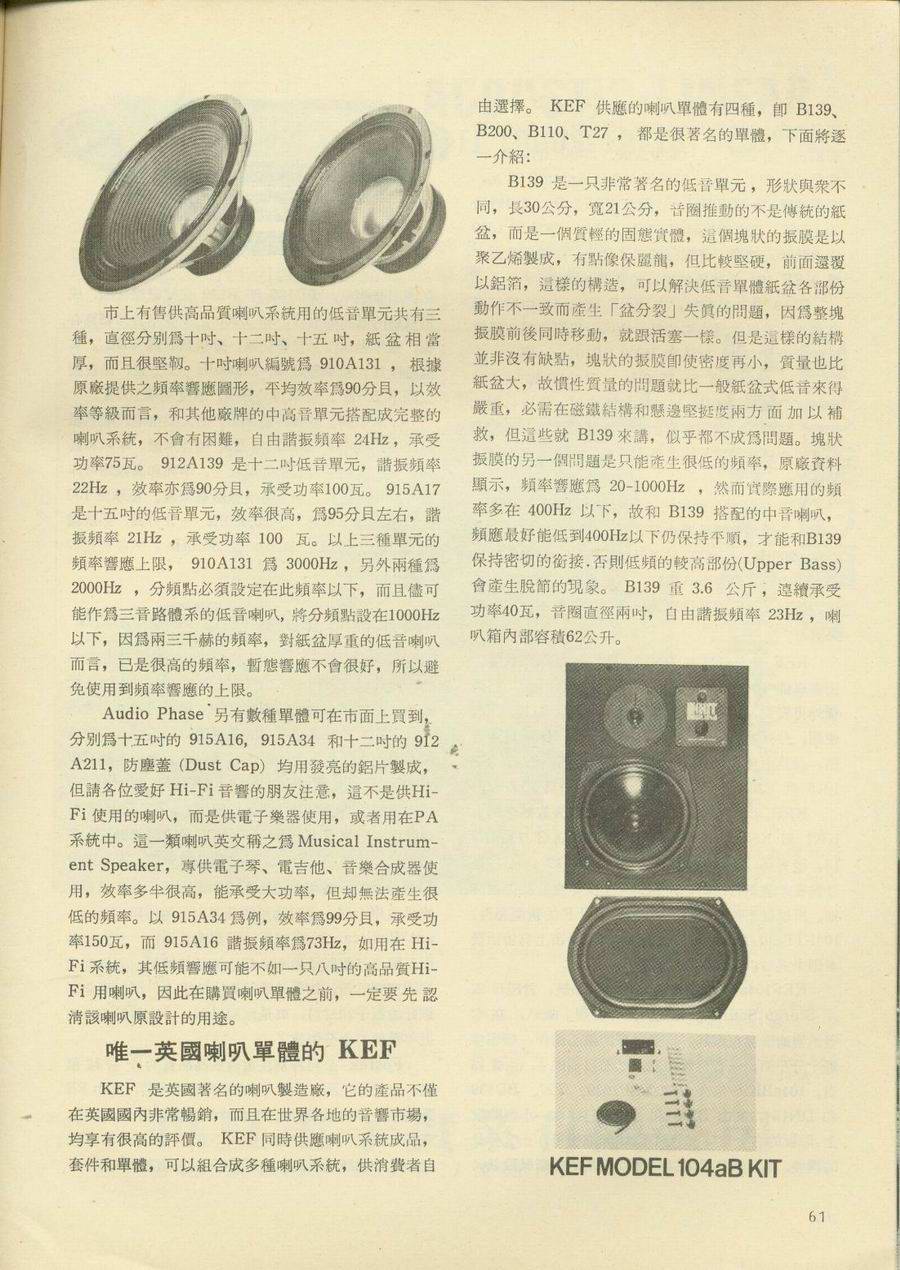 市上有售供高品質喇叭系統用的低音單元共有三
種，直徑分別爲十吋、十二吋、十五吋，紙盆相當
厚，而且很堅靱。十吋喇叭編號爲 910A131 ，根據
原廠提供之頻率響應圖形，平均效率爲90分貝，以效
率等級而言，和其他廠牌的中高音單元搭配成完整的
喇叭系統，不會有困難，自由諧振頻率 24Hz，承受
功率75瓦。 912A139 是十二吋低音單元，諧振頻率
22Hz ，效率亦爲90分貝，承受功率100瓦。 915A17
是十五吋的低音單元，效率很高，爲95分貝左右，諧
振頻率 21Hz ，承受功率 100 瓦。以上三種單元的
頻率響應上限， 910A131 爲 3000Hz ，另外兩種爲
2000Hz ，分頻點必須設定在此頻率以下，而且儘可
能作爲三音路體系的低音喇叭，將分頻點設在1000Hz
以下，因爲兩三千赫的頻率，對紙盆厚重的低音喇叭
而言，已是很高的頻率，暫態響應不會很好，所以避
免使用到頻率響應的上限。
Audio Phase 另有數種單體可在市面上買到，
分別爲十五吋的 915A16, 915A34 和十二吋的 912
A211，防塵蓋 (Dust Cap) 均用發亮的鋁片製成，
但請各位愛好 Hi-Fi 音響的朋友注意，這不是供Hi-
Fi 使用的喇叭，而是供電子樂器使用，或者用在PA
系統中。這一類喇叭英文稱之爲 Musical Instrum-
ent Speaker，專供電子琴、電吉他、音樂合成器使
用，效率多半很高，能承受大功率，但却無法產生很
低的頻率。以 915A34 爲例，效率爲99分貝，承受功
率150瓦，而 915A16 諧振頻率爲73Hz，如用在 Hi-
Fi 系統，其低頻響應可能不如一只八吋的高品質Hi-
Fi 用喇叭，因此在購買喇叭單體之前，一定要先認
清該喇叭原設計的用途。
唯一英國喇叭單體的 KEF
KEF 是英國著名的喇叭製造廠，它的產品不僅
在英國國內非常暢銷，而且在世界各地的音響市場，
均享有很高的評價。 KEF 同時供應喇叭系統成品，
套件和單體，可以組合成多種喇叭系統，供消費者自
由選擇。 KEF 供應的喇叭單體有四種，卽 B139、
B200、B110、T27 ， 都是很著名的單體，下面將逐
一介紹：
B139 是一只非常著名的低音單元，形狀與衆不
同，長30公分，寬21公分，音圈推動的不是傳統的紙
盆，而是一個質輕的固態實體，這個塊狀的振膜是以
聚乙烯製成，有點像保麗龍，但比較堅硬，前面還覆
以鋁箔，這樣的構造，可以解決低音單體紙盆各部份
動作不一致而產生「盆分裂」失眞的問題，因爲整塊
振膜前後同時移動，就跟活塞一樣。但是這樣的結構
並非沒有缺點，塊狀的振膜卽使密度再小，質量也比
紙盆大，故慣性質量的問題就比一般紙盆式低音來得
嚴重，必需在磁鐵結構和懸邊堅挺度兩方面加以補
救，但這些就 B139 來講，似乎都不成爲問題。塊狀
振膜的另一個問題是只能產生很低的頻率，原廠資料
顯示，頻率響應爲 20-1000Hz ，然而實際應用的頻
率多在 400Hz 以下，故和 B139 搭配的中音喇叭，
頻應最好能低到400Hz以下仍保持平順，才能和B139
保持密切的銜接.否則低頻的較高部份(Upper Bass)
會產生脫節的現象。 B139 重 3.6 公斤，連續承受
功率40瓦，音圈直徑兩吋，自由諧振頻率 23Hz ，喇
叭箱內部容積62公升。
KEF MODEL 104aB KIT
61